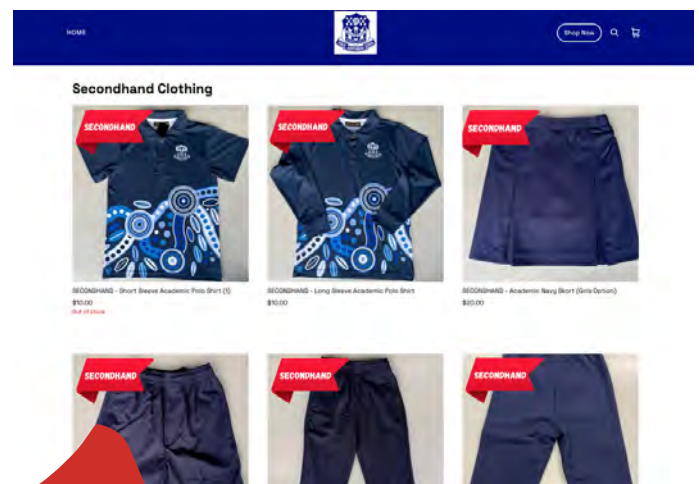 HOME
Shop Now
Secondhand Clothing
SECONDHAND
SECONDHAND
SECONDHAND
SECONDHAND - Short Sleeve Academic Polo Shirt (1)
$10.00
Out of stock
SECONDHAND - Long Sleeve Academic Polo Shirt
$10.00
SECONDHAND - Academic Navy Skort (Girls Option)
$20.00
SECONDHAND
SECONDHAND
SECONDHAND